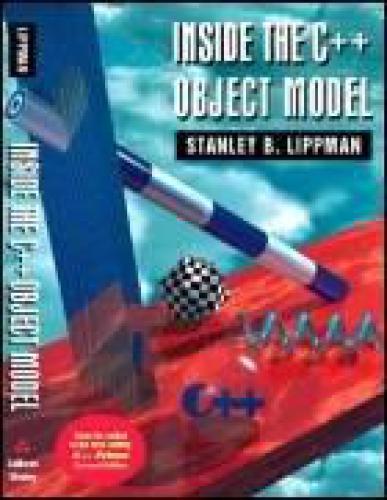 INSIDE THE C++
OBJECT MODEL
STANLEY B. LIPPMAN
LIPPMAN
INSIDE THE C++ OBJECT MODEL
C++